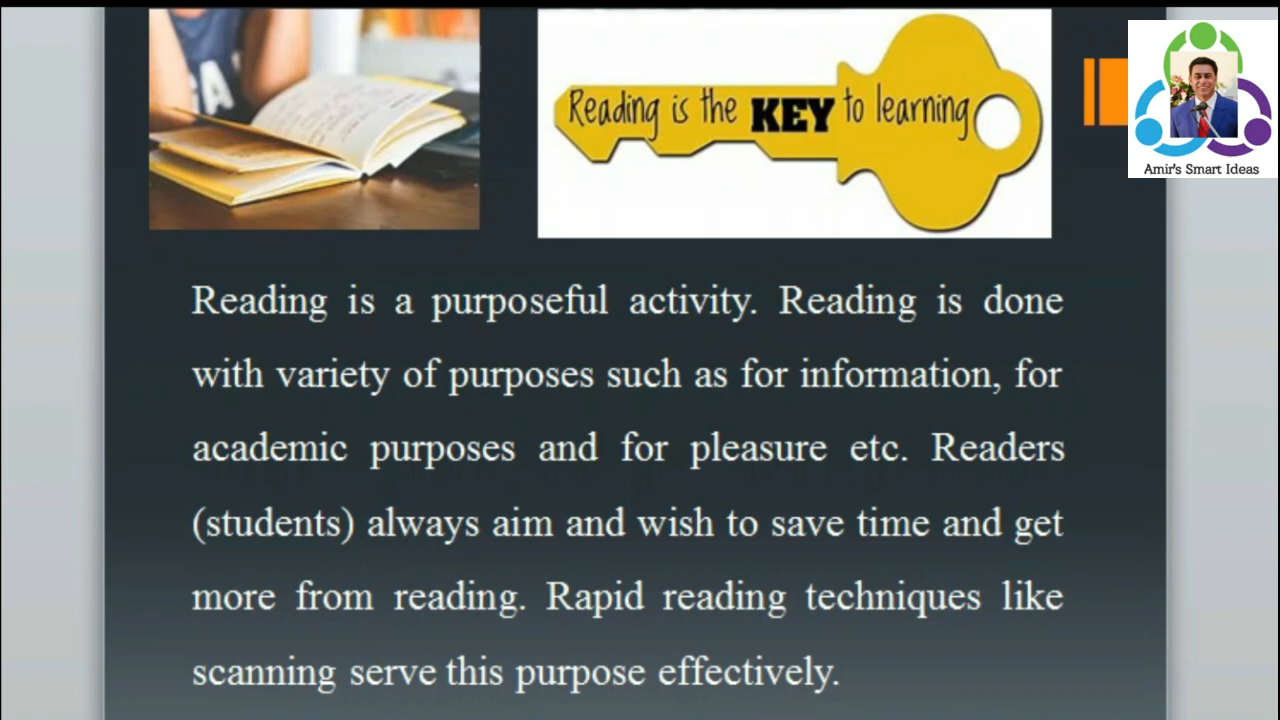 Reading is the KEY to learning
Amir's Smart Ideas
Reading is a purposeful activity. Reading is done
with variety of purposes such as for information, for
academic purposes and for pleasure etc. Readers
(students) always aim and wish to save time and get
more from reading. Rapid reading techniques like
scanning serve this purpose effectively.